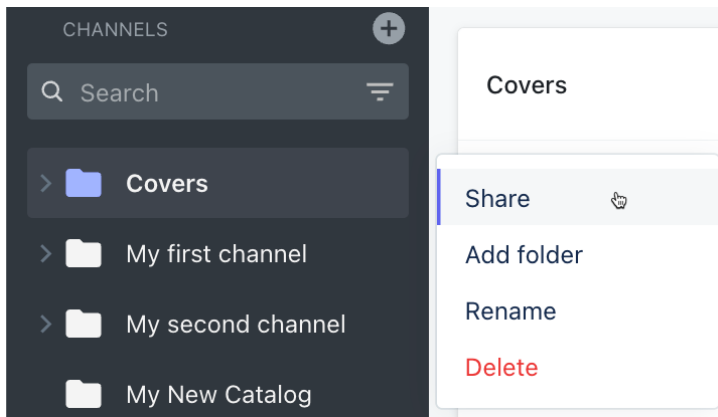 CHANNELS
Search
Covers
My first channel
My second channel
My New Catalog
Covers
Share
Add folder
Rename
Delete